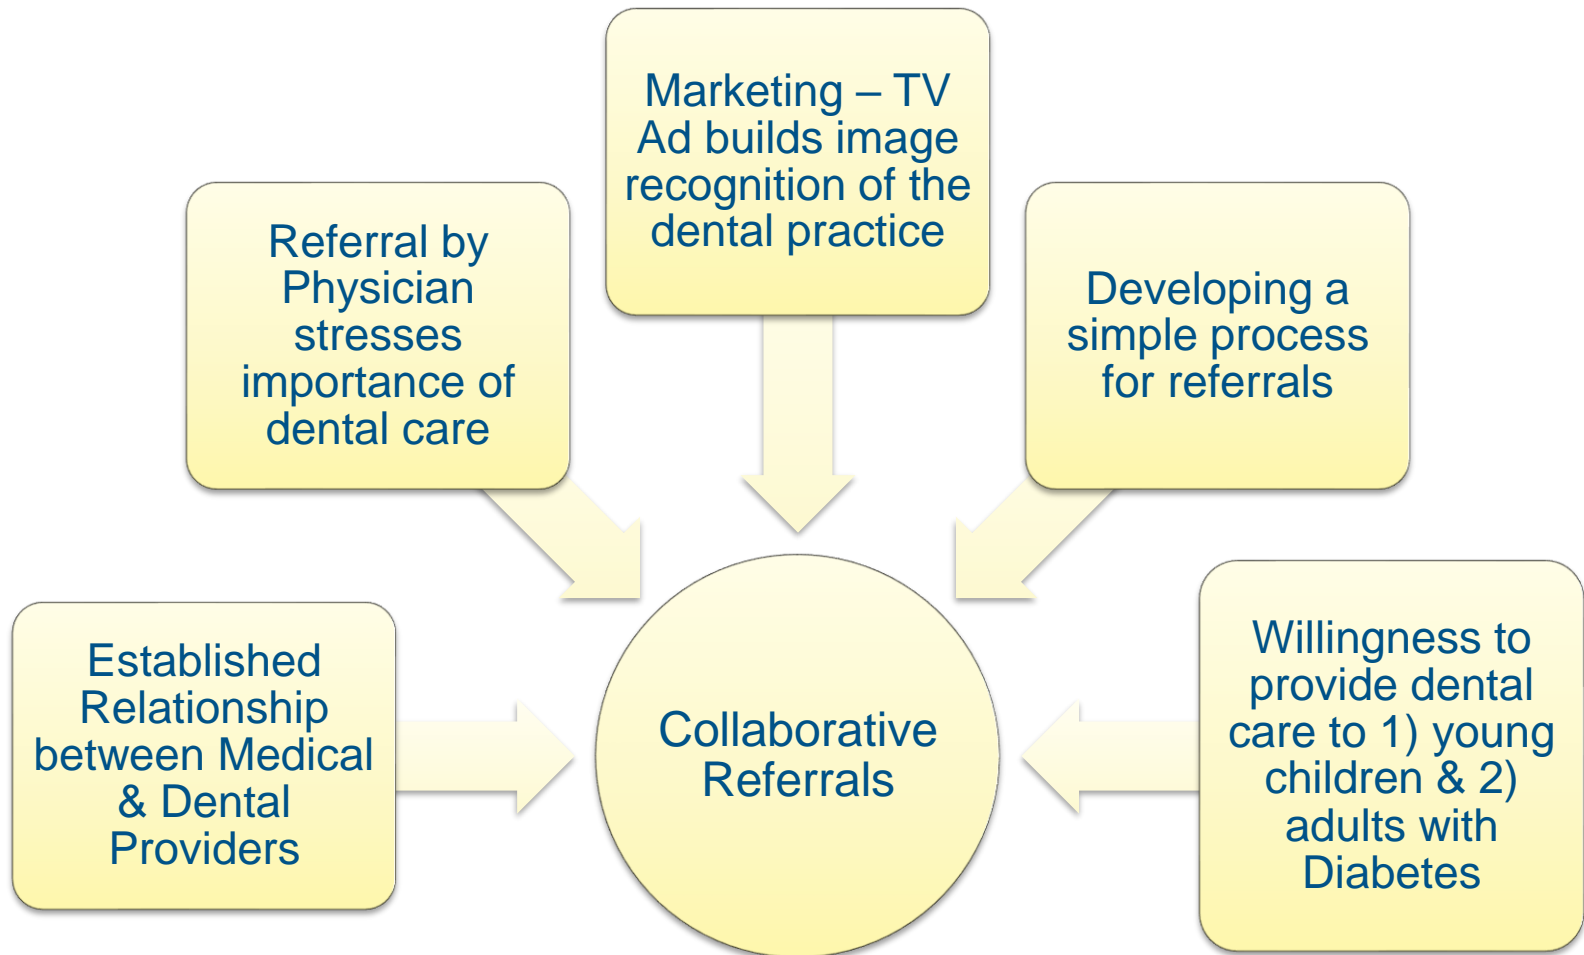 Marketing – TV
Ad builds image
recognition of the
dental practice
Referral by
Physician
stresses
importance of
dental care
Developing a
simple process
for referrals
Established
Relationship
between Medical
& Dental
Providers
Collaborative
Referrals
Willingness to
provide dental
care to 1) young
children & 2)
adults with
Diabetes